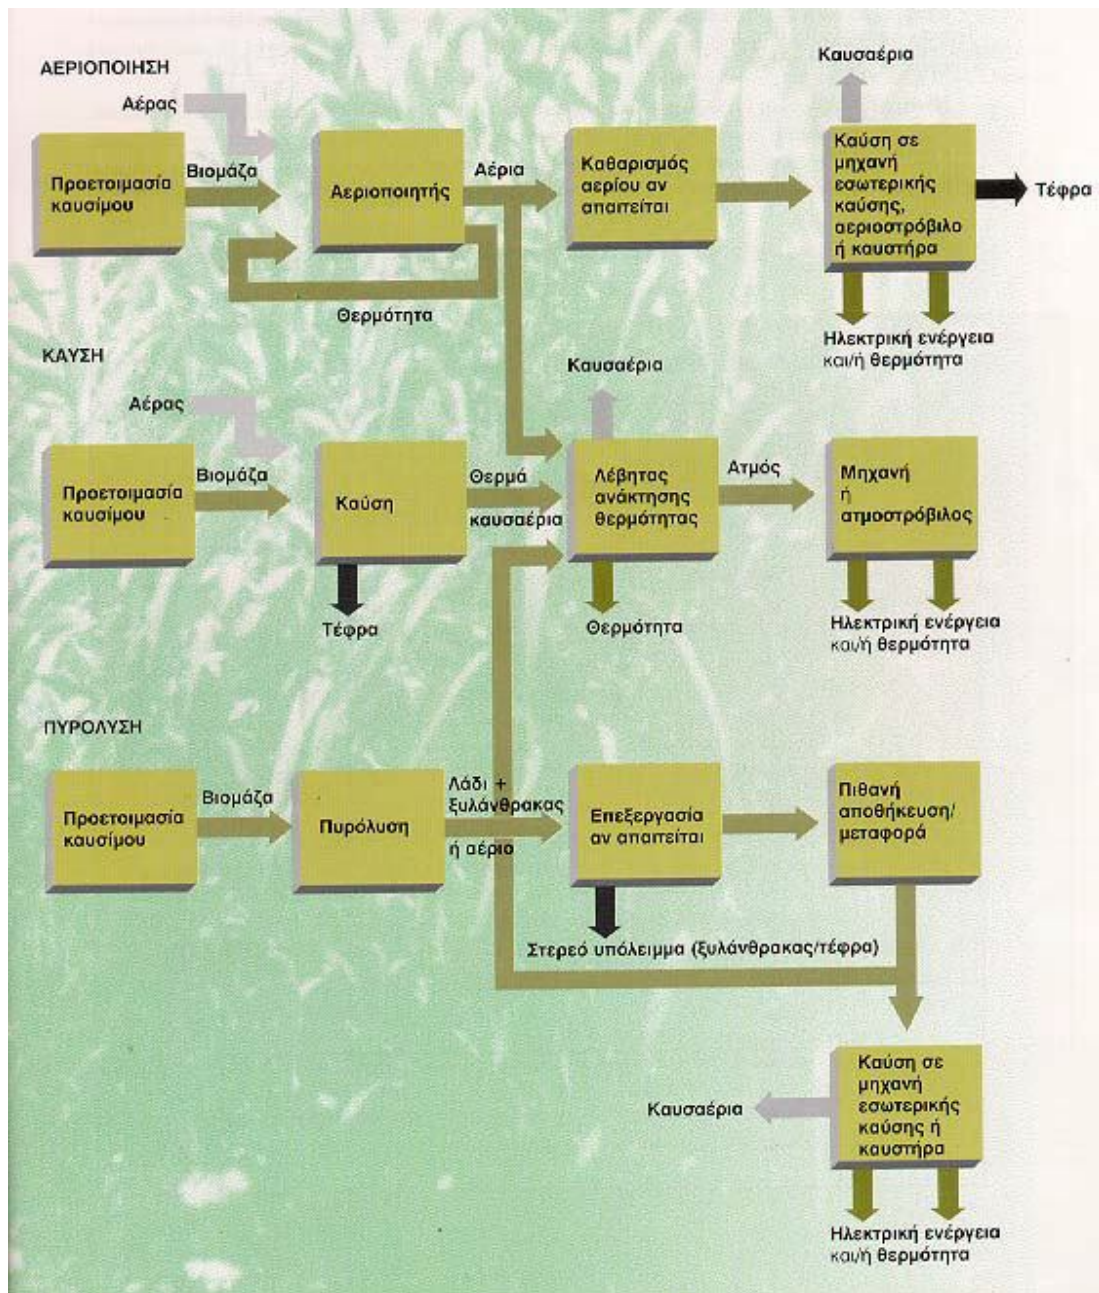 ΑΕΡΙΟΠΟΙΗΣΗ
Καυσαέρια
Αέρας
Προετοιμασία
καυσίμου
Βιομάζα
Αεριοποιητής
Αέρια
Καθαρισμός
αερίου αν
απαιτείται
Καύση σε
μηχανή
εσωτερικής
καύσης,
αεριοστρόβιλο
ή καυστήρα
Τέφρα
Θερμότητα
Ηλεκτρική ενέργεια
και/ή θερμότητα
ΚΑΥΣΗ
Καυσαέρια
Αέρας
Προετοιμασία
καυσίμου
Βιομάζα
Καύση
Θερμά
καυσαέρια
Λέβητας
ανάκτησης
θερμότητας
Ατμός
Μηχανή
ή
ατμοστρόβιλος
Τέφρα
Θερμότητα
Ηλεκτρική ενέργεια
και/ή θερμότητα
ΠΥΡΟΛΥΣΗ
Προετοιμασία
καυσίμου
Βιομάζα
Πυρόλυση
Λάδι +
ξυλάνθρακας
ή αέριο
Επεξεργασία
αν απαιτείται
Πιθανή
αποθήκευση/
μεταφορά
Στερεό υπόλειμμα (ξυλάνθρακας/τέφρα)
Καύση σε
μηχανή
εσωτερικής
καύσης ή
καυστήρα
Καυσαέρια
Ηλεκτρική ενέργεια
και/ή θερμότητα